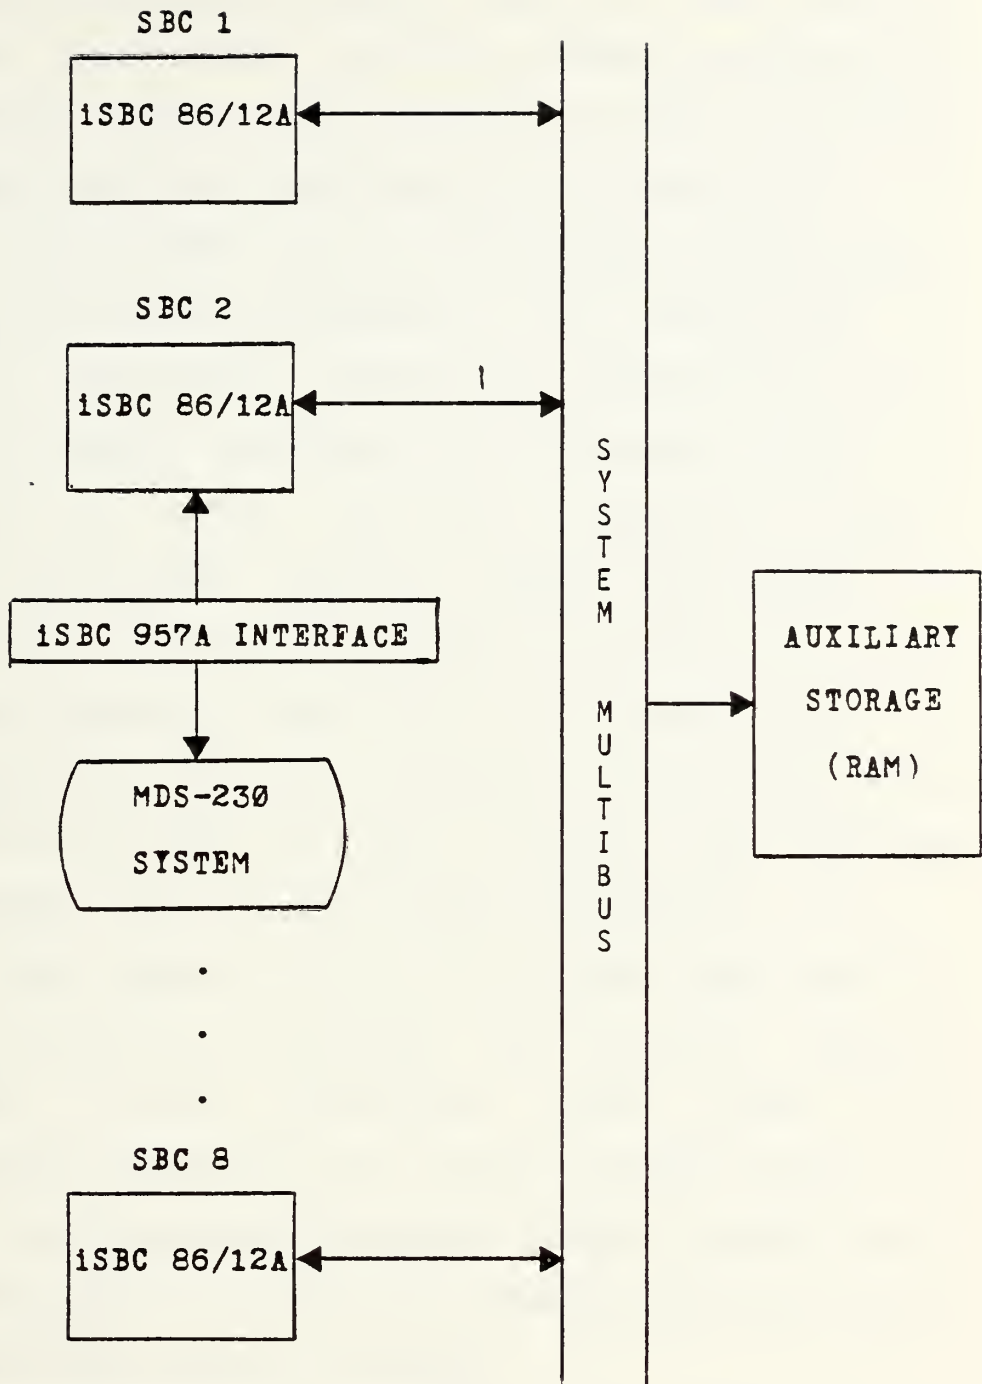 SBC 1
iSBC 86/12A
SBC 2
iSBC 86/12A
iSBC 957A INTERFACE
MDS-230
SYSTEM
SBC 8
iSBC 86/12A
SYSTEM MULTIBUS
AUXILIARY
STORAGE
(RAM)